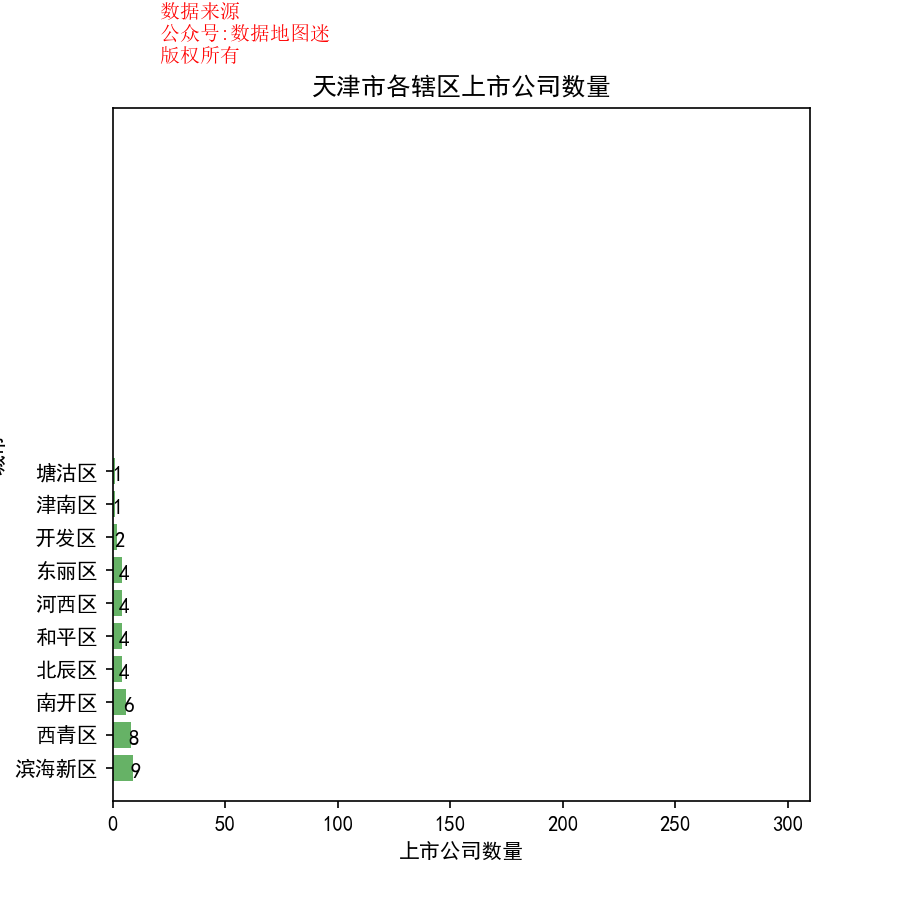 数据来源
公众号:数据地图迷
版权所有
天津市各辖区上市公司数量
塘沽区 1
津南区 1
开发区 2
东丽区 4
河西区 4
和平区 4
北辰区 4
南开区 6
西青区 8
滨海新区 9
0 50 100 150 200 250 300
上市公司数量